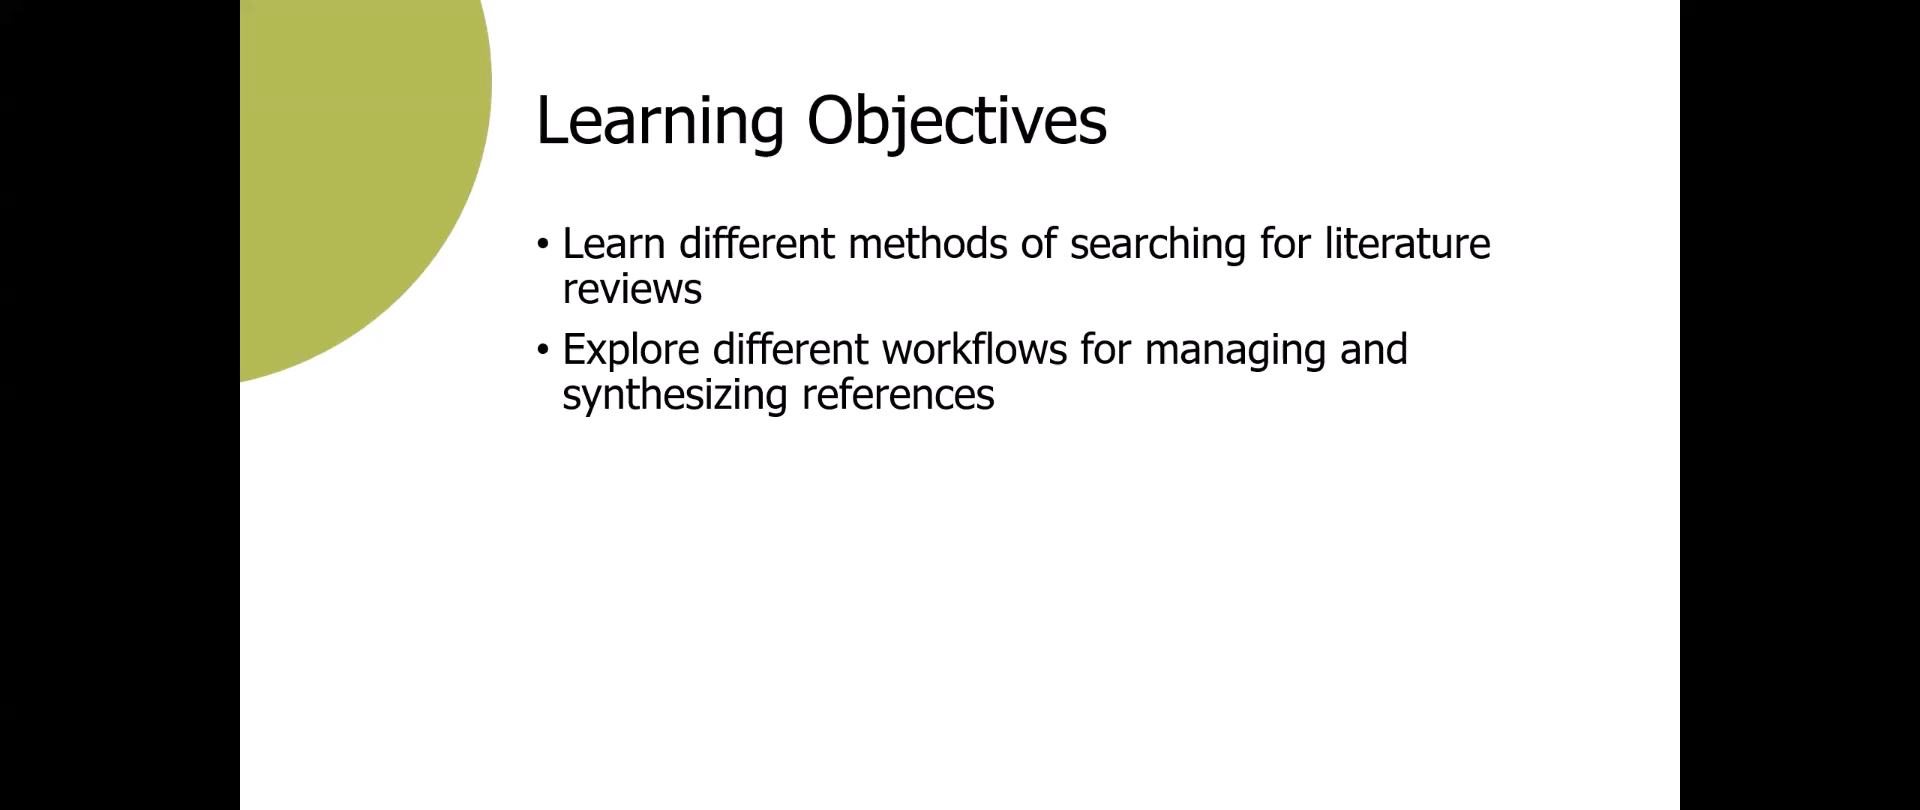 Learning Objectives
• Learn different methods of searching for literature
reviews
• Explore different workflows for managing and
synthesizing references